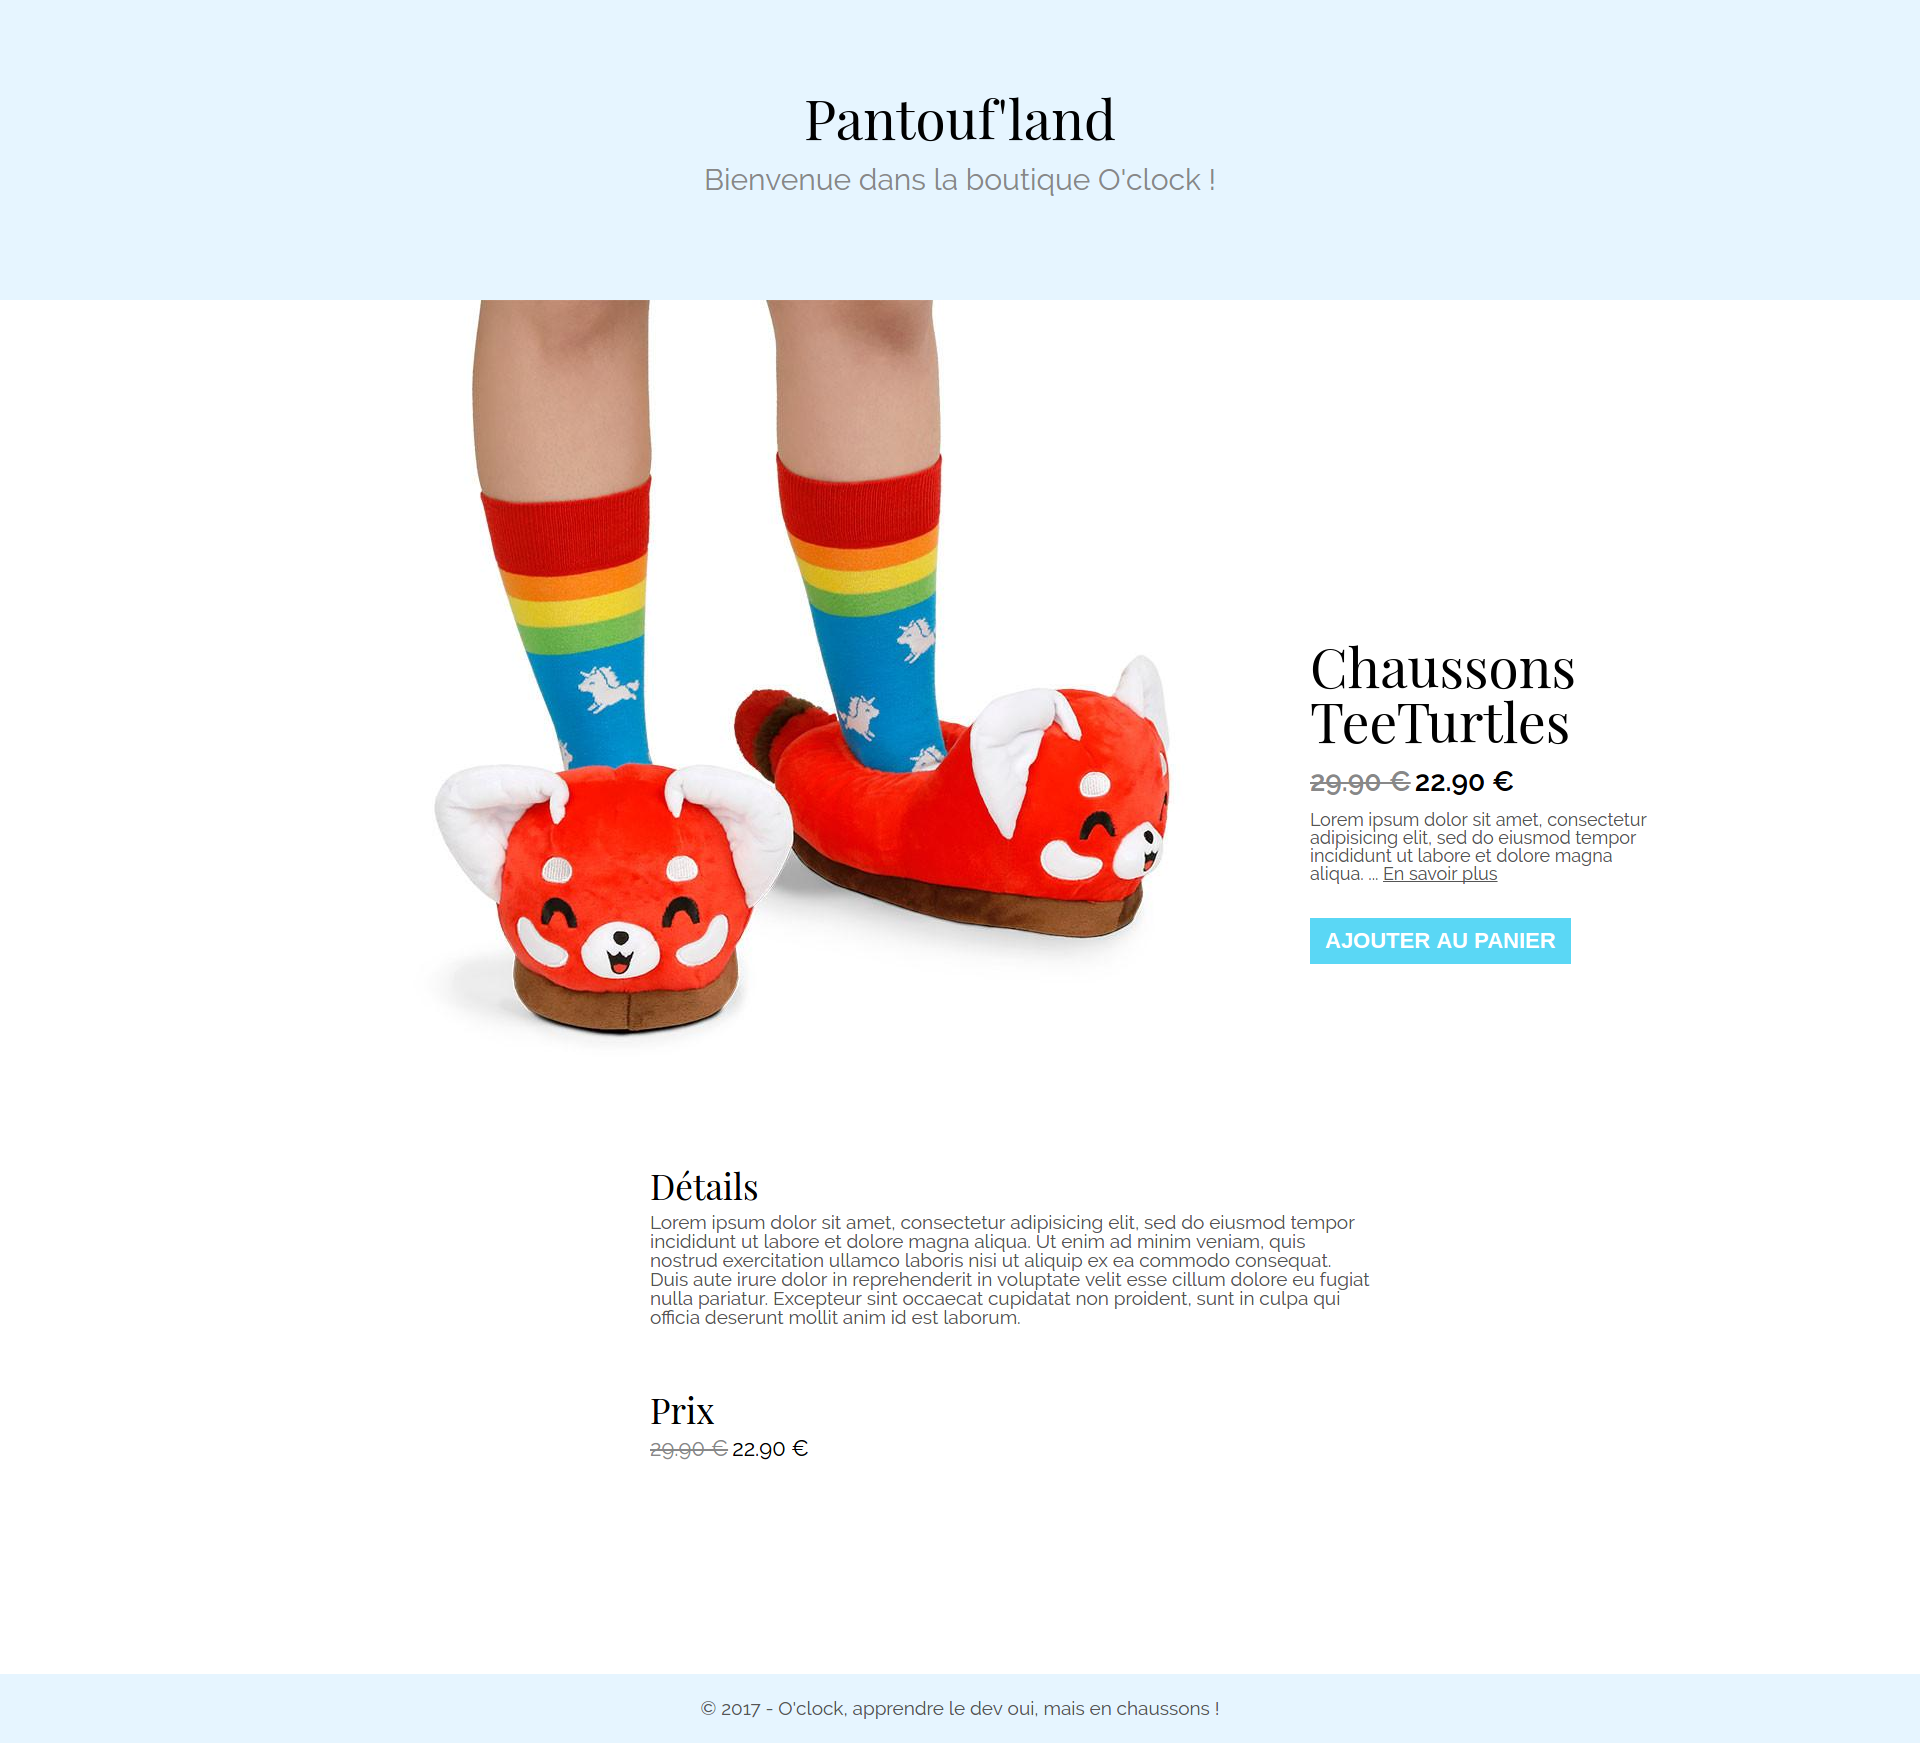 Pantouf'land
Bienvenue dans la boutique O'clock !
Chaussons
TeeTurtles
29.90 € 22.90 €
Lorem ipsum dolor sit amet, consectetur
adipisicing elit, sed do eiusmod tempor
incididunt ut labore et dolore magna
aliqua. ... En savoir plus
AJOUTER AU PANIER
Détails
Lorem ipsum dolor sit amet, consectetur adipisicing elit, sed do eiusmod tempor
incididunt ut labore et dolore magna aliqua. Ut enim ad minim veniam, quis
nostrud exercitation ullamco laboris nisi ut aliquip ex ea commodo consequat.
Duis aute irure dolor in reprehenderit in voluptate velit esse cillum dolore eu fugiat
nulla pariatur. Excepteur sint occaecat cupidatat non proident, sunt in culpa qui
officia deserunt mollit anim id est laborum.
Prix
29.90 € 22.90 €
© 2017 - O'clock, apprendre le dev oui, mais en chaussons !